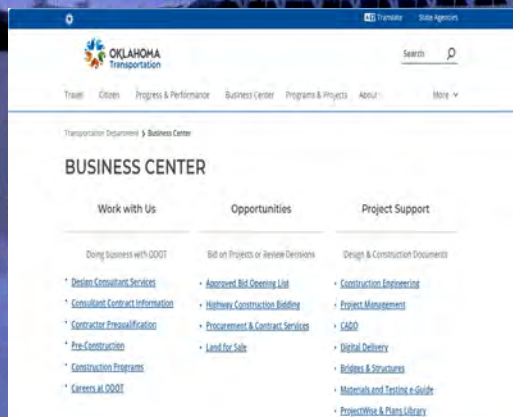 Translate State Agencies
OKLAHOMA
Transportation
Search
Travel Citizen Progress & Performance Business Center Programs & Projects About More
Transportation Department Business Center
BUSINESS CENTER
Work with Us
Doing business with ODOT
Design Consultant Services
Consultant Contract Information
Contractor Prequalification
Pre-Construction
Construction Programs
Careers at ODOT
Opportunities
Bid on Projects or Review Decisions
Approved Bid Opening List
Highway Construction Bidding
Procurement & Contract Services
Land for Sale
Project Support
Design & Construction Documents
Construction Engineering
Project Management
CADD
Digital Delivery
Bridges & Structures
Materials and Testing e-Guide
ProjectWise & Plans Library